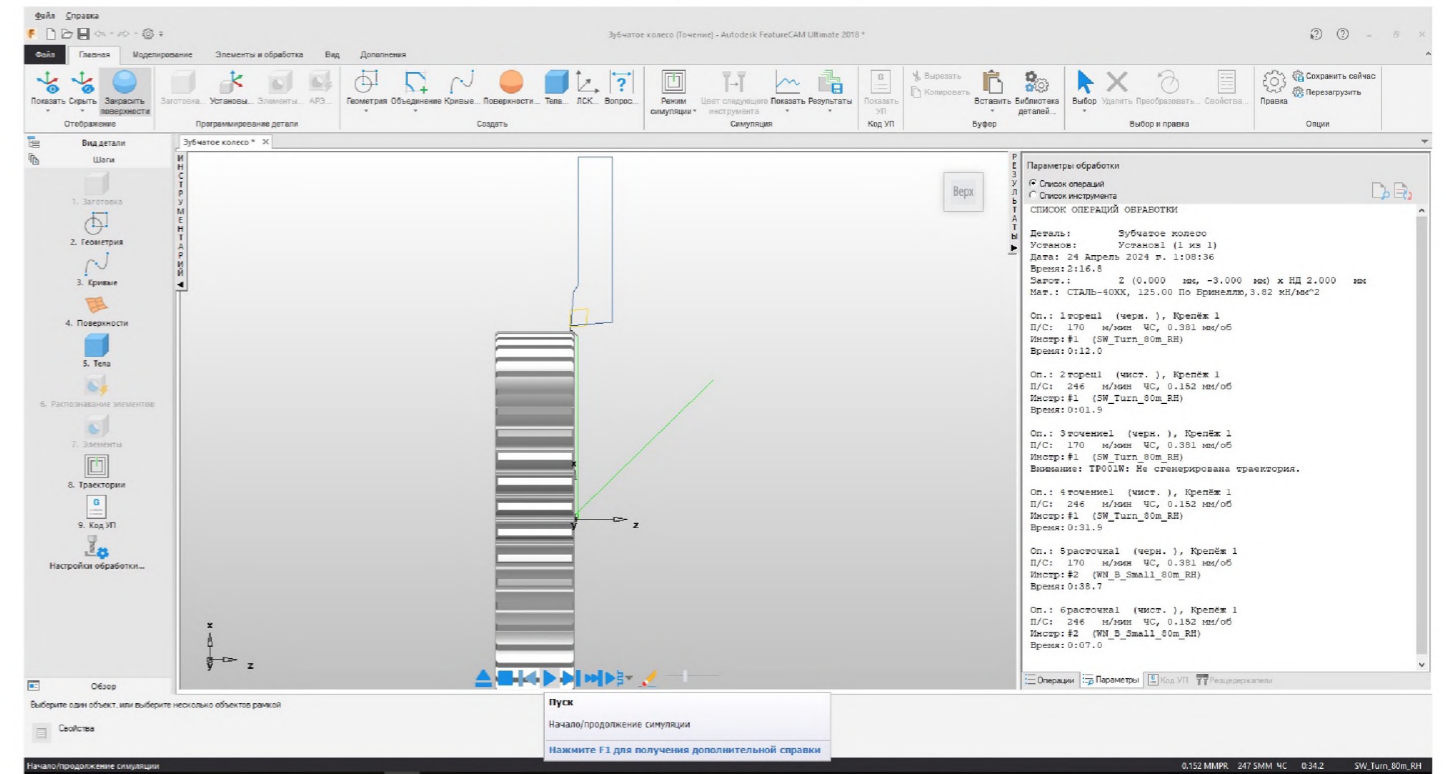 Файл Справка
Зубчатое колесо (Точение) - Autodesk FeatureCAM Ultimate 2018 *
Файл Главная Моделирование Элементы и обработка Вид Дополнения
Показать Скрыть Закрасить поверхности
Заготовка... Установы... Элементы... АРЭ...
Геометрия Объединение Кривые... Поверхности... Тела... ЛСК... Вопрос...
Режим симуляции Цвет следующего инструмента Показать Результаты
Показать УП
Вырезать
Копировать
Вставить Библиотека деталей...
Выбор Удалить Преобразовать... Свойства...
Правка
Сохранить сейчас
Перезагрузить
Отображение Программирование детали Создать Симуляция Код УП Буфер Выбор и правка Опции
Вид детали
Зубчатое колесо * ×
Шаги
1. Заготовка
2. Геометрия
3. Кривые
4. Поверхности
5. Тела
6. Распознавание элементов
7. Элементы
8. Траектории
9. Код УП
Настройки обработки...
Обзор
ИНСТРУМЕНТАРИЙ
Верх
x
y
z
x
y
z
РЕЗУЛЬТАТЫ
Параметры обработки
Список операций
Список инструмента
СПИСОК ОПЕРАЦИЙ ОБРАБОТКИ
Деталь: Зубчатое колесо
Установ: Установ1 (1 из 1)
Дата: 24 Апрель 2024 г. 1:08:36
Время: 2:16.8
Загот.: Z (0.000 мм, -3.000 мм) x НД 2.000 мм
Мат.: СТАЛЬ-40ХХ, 125.00 По Бринеллю, 3.82 кН/мм^2
Оп.: 1торец1 (черн. ), Крепёж 1
П/С: 170 м/мин ЧС, 0.381 мм/об
Инстр:#1 (SW_Turn_80m_RH)
Время: 0:12.0
Оп.: 2торец1 (чист. ), Крепёж 1
П/С: 246 м/мин ЧС, 0.152 мм/об
Инстр:#1 (SW_Turn_80m_RH)
Время: 0:01.9
Оп.: 3точение1 (черн. ), Крепёж 1
П/С: 170 м/мин ЧС, 0.381 мм/об
Инстр:#1 (SW_Turn_80m_RH)
Внимание: TP001W: Не сгенерирована траектория.
Оп.: 4точение1 (чист. ), Крепёж 1
П/С: 246 м/мин ЧС, 0.152 мм/об
Инстр:#1 (SW_Turn_80m_RH)
Время: 0:31.9
Оп.: 5расточка1 (черн. ), Крепёж 1
П/С: 170 м/мин ЧС, 0.381 мм/об
Инстр:#2 (WN_B_Small_80m_RH)
Время: 0:38.7
Оп.: 6расточка1 (чист. ), Крепёж 1
П/С: 246 м/мин ЧС, 0.152 мм/об
Инстр:#2 (WN_B_Small_80m_RH)
Время: 0:07.0
Операции Параметры Код УП Резцедержатели
Выберите один объект, или выберите несколько объектов рамкой
Свойства
Пуск
Начало/продолжение симуляции
Нажмите F1 для получения дополнительной справки
Начало/продолжение симуляции
0.152 MMPR 247 SMM ЧС 0:34.2 SW_Turn_80m_RH